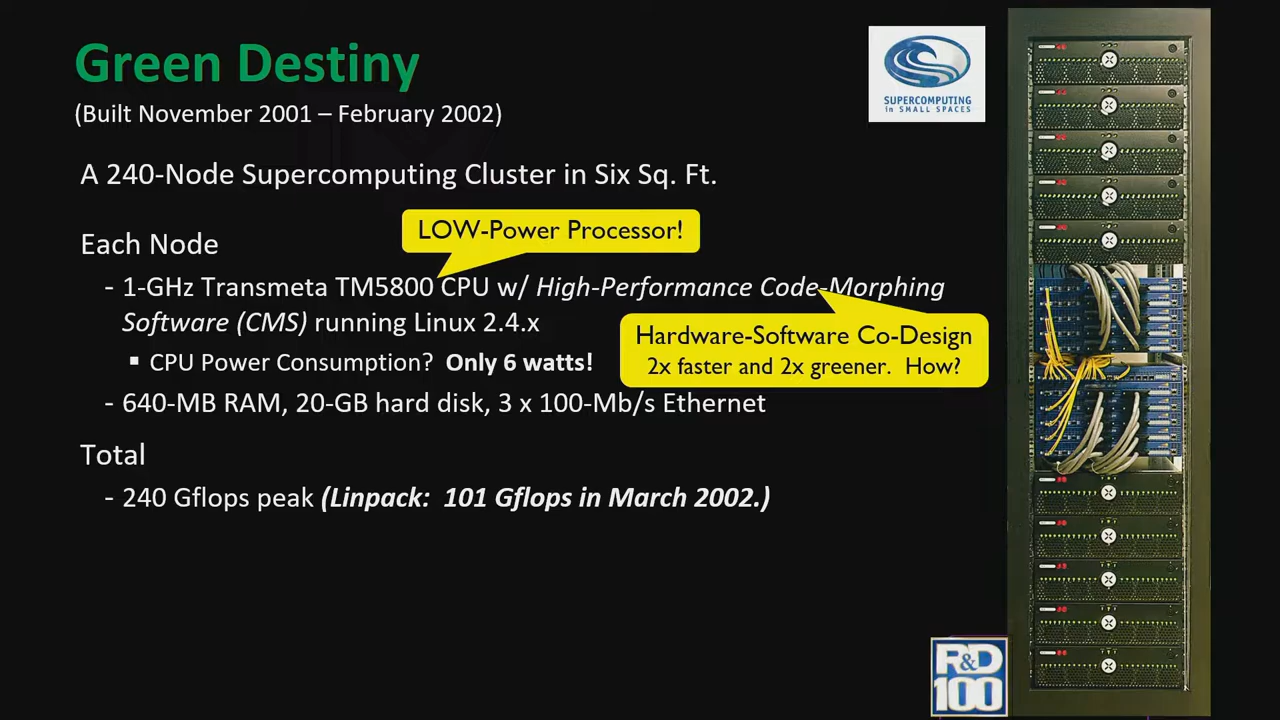 Green Destiny
(Built November 2001 – February 2002)
SUPERCOMPUTING
in SMALL SPACES
A 240-Node Supercomputing Cluster in Six Sq. Ft.
LOW-Power Processor!
Each Node
- 1-GHz Transmeta TM5800 CPU w/ High-Performance Code-Morphing
Software (CMS) running Linux 2.4.x
Hardware-Software Co-Design
2x faster and 2x greener. How?
▪ CPU Power Consumption? Only 6 watts!
- 640-MB RAM, 20-GB hard disk, 3 x 100-Mb/s Ethernet
Total
- 240 Gflops peak (Linpack: 101 Gflops in March 2002.)
R&D
100